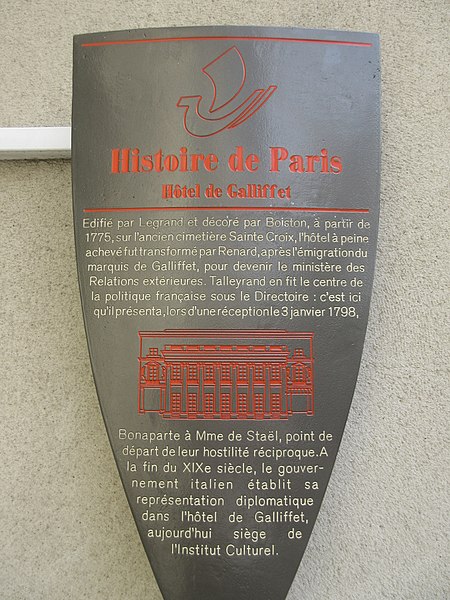 Histoire de Paris
Hôtel de Galliffet
Edifié par Legrand et décoré par Boiston, à partir de
1775, sur l'ancien cimetière Sainte Croix, l'hôtel à peine
achevé fut transformé par Renard, après l'émigration du
marquis de Galliffet, pour devenir le ministère des
Relations extérieures. Talleyrand en fit le centre de
la politique française sous le Directoire : c'est ici
qu'il présenta, lors d'une réception le 3 janvier 1798,
Bonaparte à Mme de Staël, point de
départ de leur hostilité réciproque. A
la fin du XIXe siècle, le gouver-
nement italien établit sa
représentation diplomatique
dans l'hôtel de Galliffet,
aujourd'hui siège de
l'Institut Culturel.